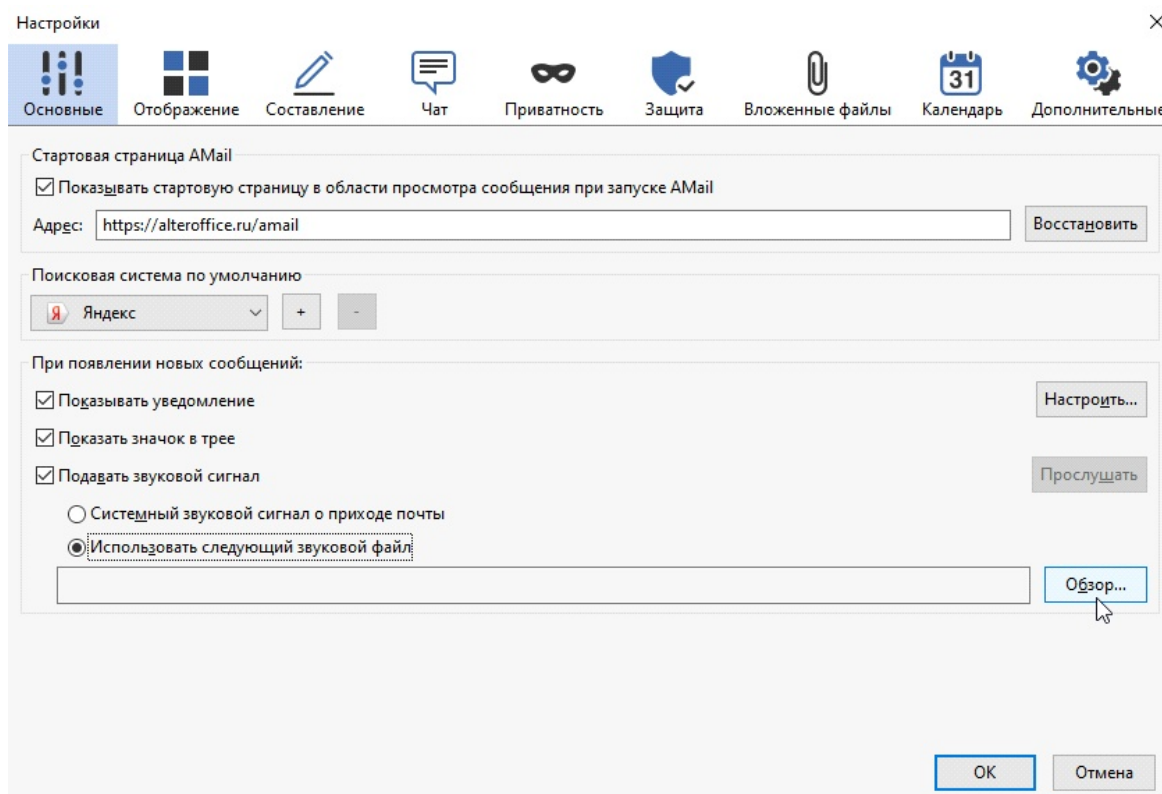 Настройки
Основные Отображение Составление Чат Приватность Защита Вложенные файлы Календарь Дополнительные
Стартовая страница AMail
Показывать стартовую страницу в области просмотра сообщения при запуске AMail
Адрес: https://alteroffice.ru/amail Восстановить
Поисковая система по умолчанию
Я Яндекс + -
При появлении новых сообщений:
Показывать уведомление Настроить...
Показать значок в трее
Подавать звуковой сигнал Прослушать
Системный звуковой сигнал о приходе почты
Использовать следующий звуковой файл
Обзор...
ОК Отмена